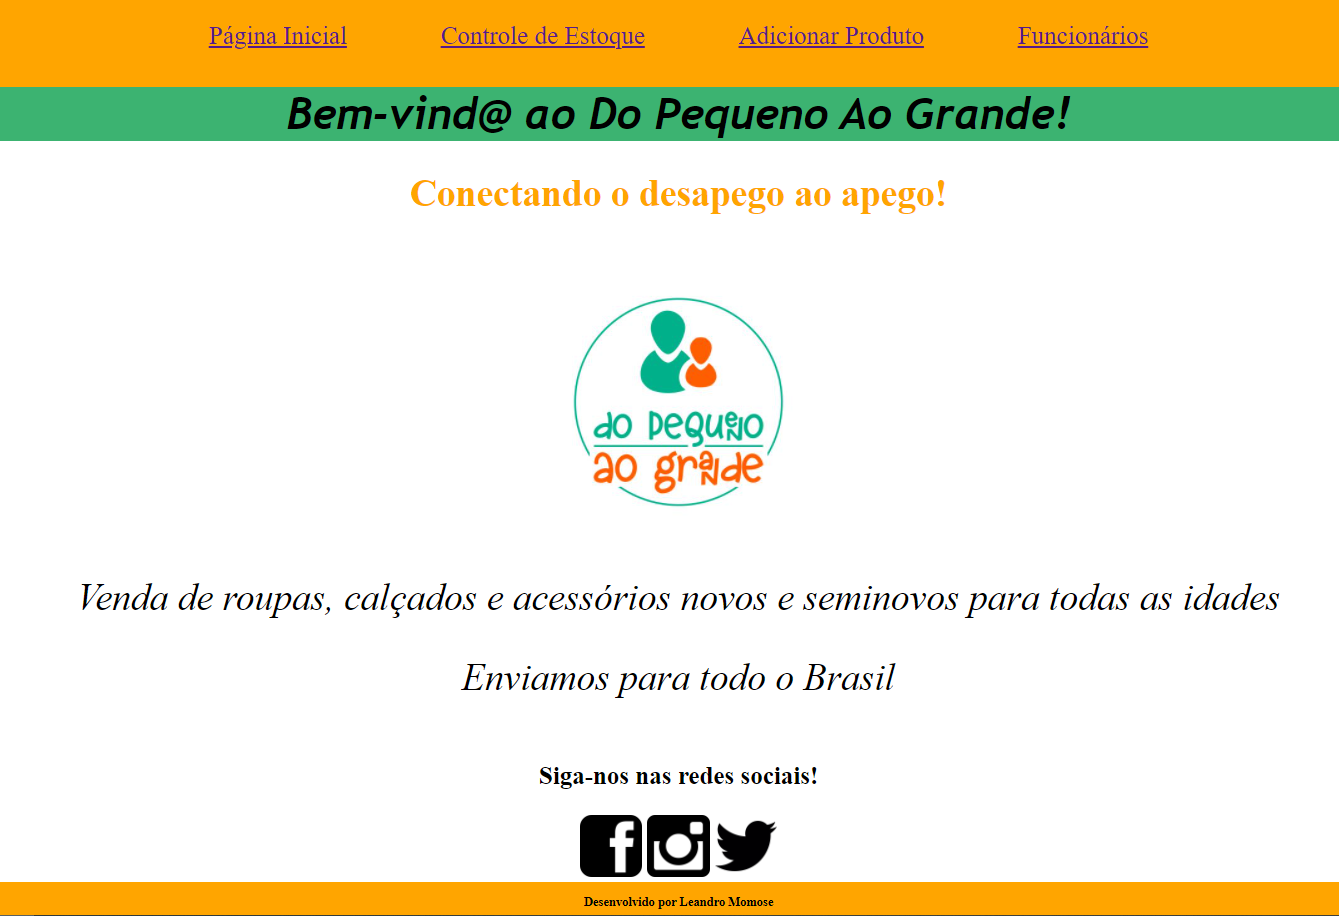 Página Inicial Controle de Estoque Adicionar Produto Funcionários
Bem-vind@ ao Do Pequeno Ao Grande!
Conectando o desapego ao apego!
do pequeno
ao grande
Venda de roupas, calçados e acessórios novos e seminovos para todas as idades
Enviamos para todo o Brasil
Siga-nos nas redes sociais!
Desenvolvido por Leandro Momose